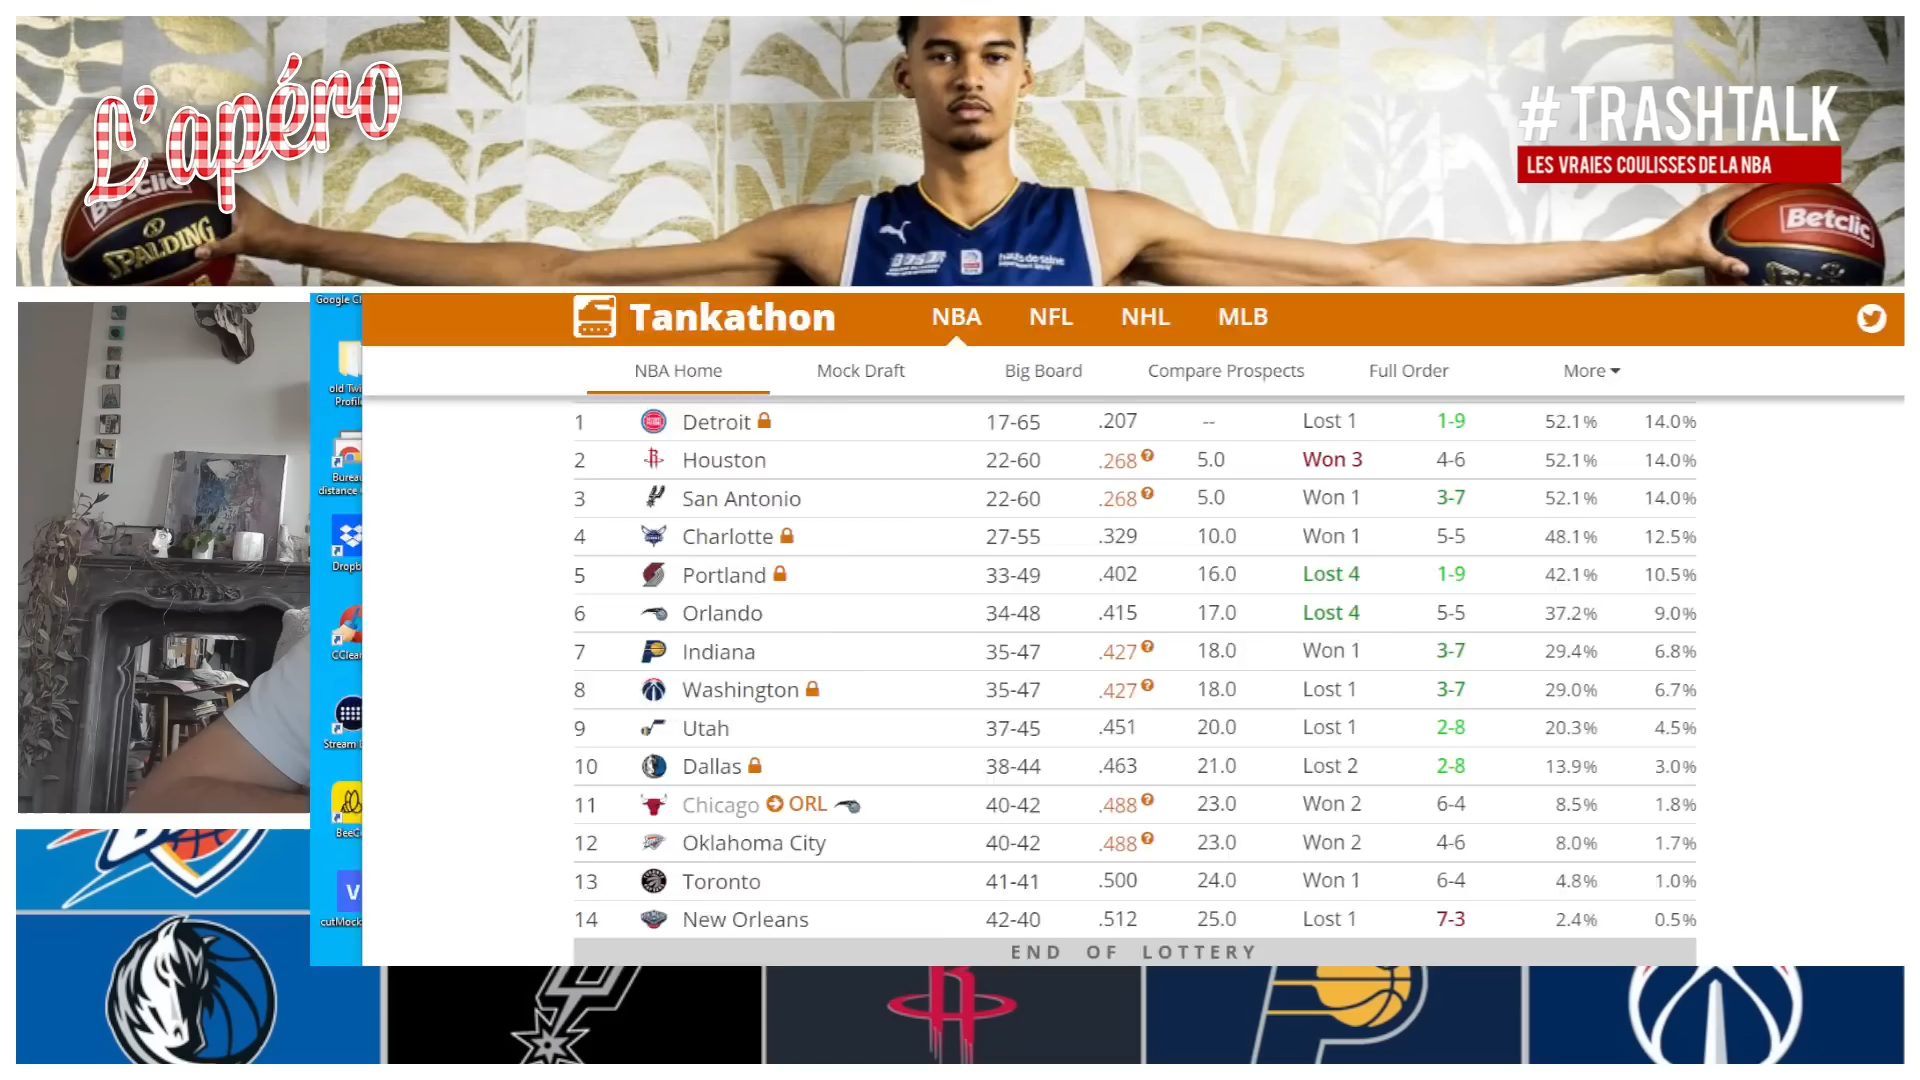 L'apéro
#TRASHTALK
LES VRAIES COULISSES DE LA NBA
Betclic
SPALDING
Betclic
hauts-de-seine
Tankathon NBA NFL NHL MLB
NBA Home Mock Draft Big Board Compare Prospects Full Order More
1 Detroit 17-65 .207 -- Lost 1 1-9 52.1% 14.0%
2 Houston 22-60 .268 5.0 Won 3 4-6 52.1% 14.0%
3 San Antonio 22-60 .268 5.0 Won 1 3-7 52.1% 14.0%
4 Charlotte 27-55 .329 10.0 Won 1 5-5 48.1% 12.5%
5 Portland 33-49 .402 16.0 Lost 4 1-9 42.1% 10.5%
6 Orlando 34-48 .415 17.0 Lost 4 5-5 37.2% 9.0%
7 Indiana 35-47 .427 18.0 Won 1 3-7 29.4% 6.8%
8 Washington 35-47 .427 18.0 Lost 1 3-7 29.0% 6.7%
9 Utah 37-45 .451 20.0 Lost 1 2-8 20.3% 4.5%
10 Dallas 38-44 .463 21.0 Lost 2 2-8 13.9% 3.0%
11 Chicago ORL 40-42 .488 23.0 Won 2 6-4 8.5% 1.8%
12 Oklahoma City 40-42 .488 23.0 Won 2 4-6 8.0% 1.7%
13 Toronto 41-41 .500 24.0 Won 1 6-4 4.8% 1.0%
14 New Orleans 42-40 .512 25.0 Lost 1 7-3 2.4% 0.5%
END OF LOTTERY
Google C
old Twi
Profil
Bureau
distance
Dropb
CClea
Stream
BeeC
V
cutMock